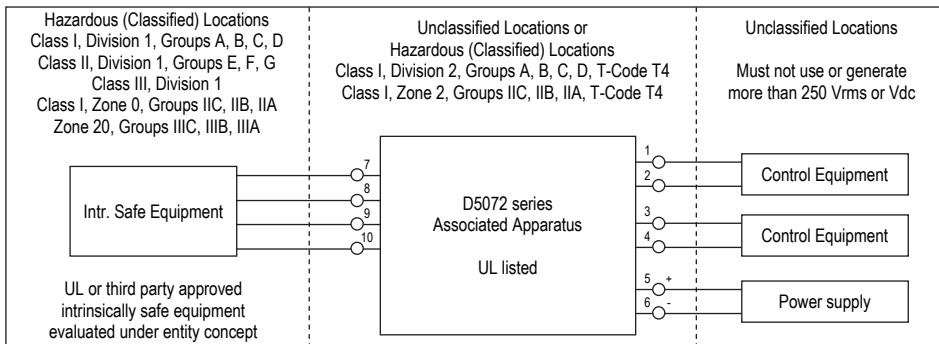 Hazardous (Classified) Locations
Class I, Division 1, Groups A, B, C, D
Class II, Division 1, Groups E, F, G
Class III, Division 1
Class I, Zone 0, Groups IIC, IIB, IIA
Zone 20, Groups IIIC, IIIB, IIIA
Unclassified Locations or
Hazardous (Classified) Locations
Class I, Division 2, Groups A, B, C, D, T-Code T4
Class I, Zone 2, Groups IIC, IIB, IIA, T-Code T4
Unclassified Locations
Must not use or generate
more than 250 Vrms or Vdc
Intr. Safe Equipment
7
8
9
10
D5072 series
Associated Apparatus
UL listed
1
2
Control Equipment
3
4
Control Equipment
5 +
6 -
Power supply
UL or third party approved
intrinsically safe equipment
evaluated under entity concept